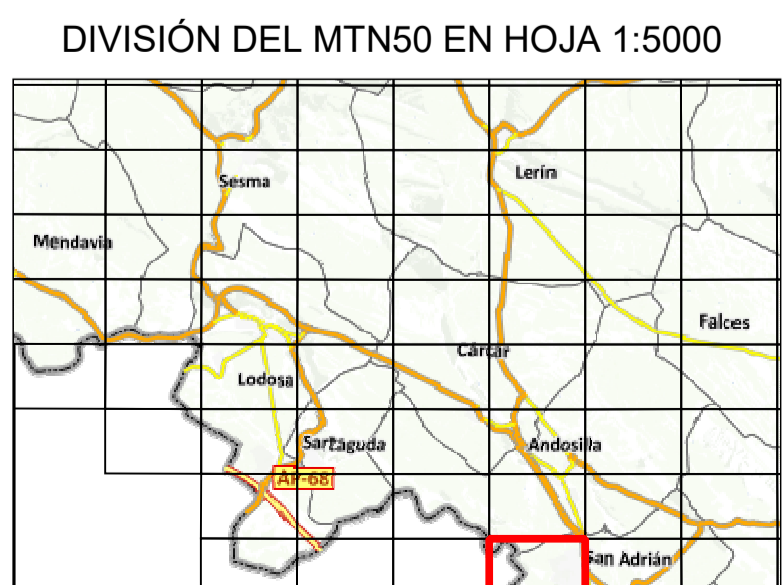 DIVISIÓN DEL MTN50 EN HOJA 1:5000
Lerín
Sesma
Mendavia
Falces
Cárcar
Lodosa
Sartaguda
Andosilla
AP-68
San Adrián